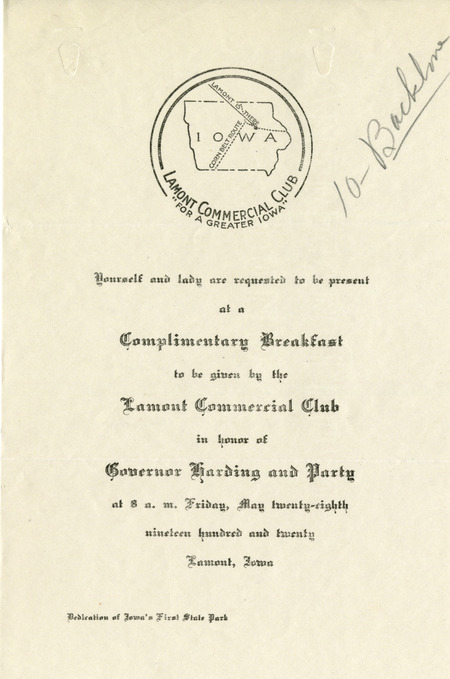 LAMONT IS THERE
IOWA
CORN BELT ROUTE
LAMONT COMMERCIAL CLUB
"FOR A GREATER IOWA"
10- Backbone
Yourself and lady are requested to be present
at a
Complimentary Breakfast
to be given by the
Lamont Commercial Club
in honor of
Governor Harding and Party
at 8 a. m. Friday, May twenty-eighth
nineteen hundred and twenty
Lamont, Iowa
Dedication of Iowa's First State Park